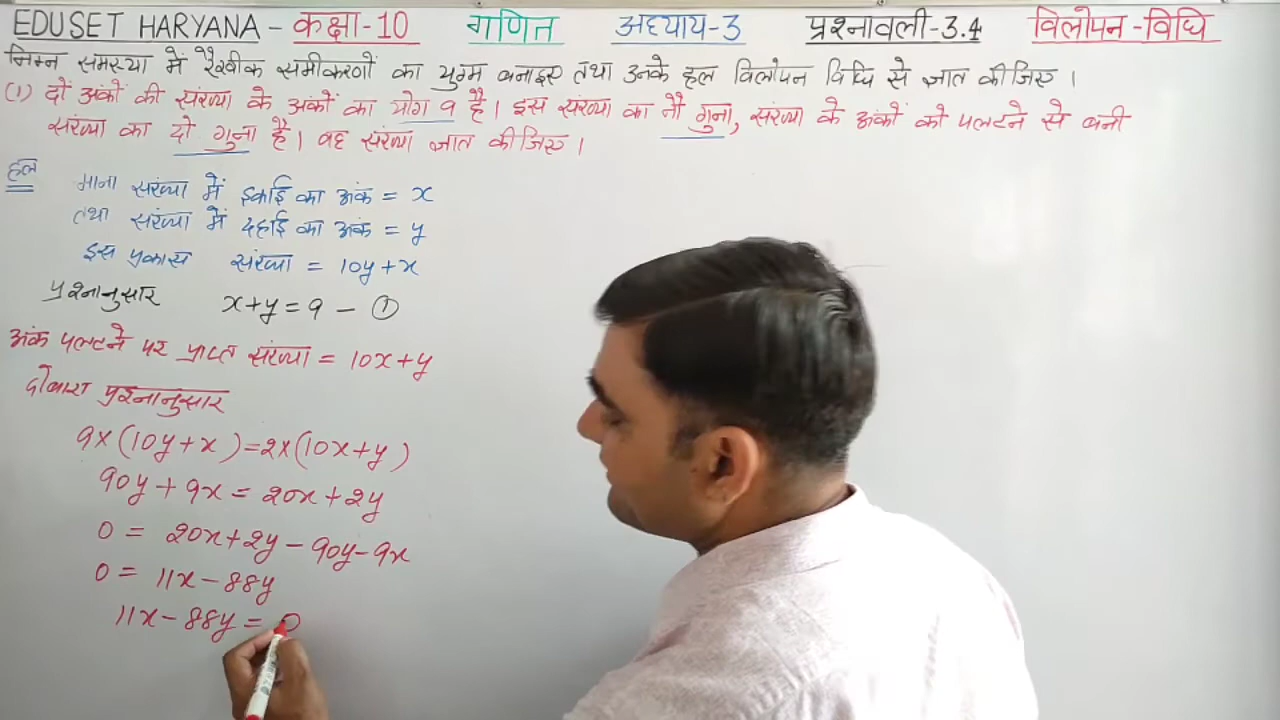 EDUSET HARYANA - कक्षा-10 गणित अध्याय-3 प्रश्नावली-3.4 विलोपन-विधि
निम्न समस्या में रैखीक समीकरणों का युग्म बनाइए तथा उनके हल विलोपन विधि से ज्ञात कीजिए।
(1) दो अंकों की संख्या के अंकों का योग 9 है। इस संख्या का नौ गुना, संख्या के अंकों को पलटने से बनी
संख्या का दो गुना है। वह संख्या ज्ञात कीजिए।
हल
माना संख्या में इकाई का अंक = x
तथा संख्या में दहाई का अंक = y
इस प्रकार संख्या = 10y+x
प्रश्नानुसार x+y=9 - ①
अंक पलटने पर प्राप्त संख्या = 10x+y
दोबारा प्रश्नानुसार
9×(10y+x)=2×(10x+y)
90y+9x=20x+2y
0 = 20x+2y-90y-9x
0 = 11x-88y
11x-88y=0